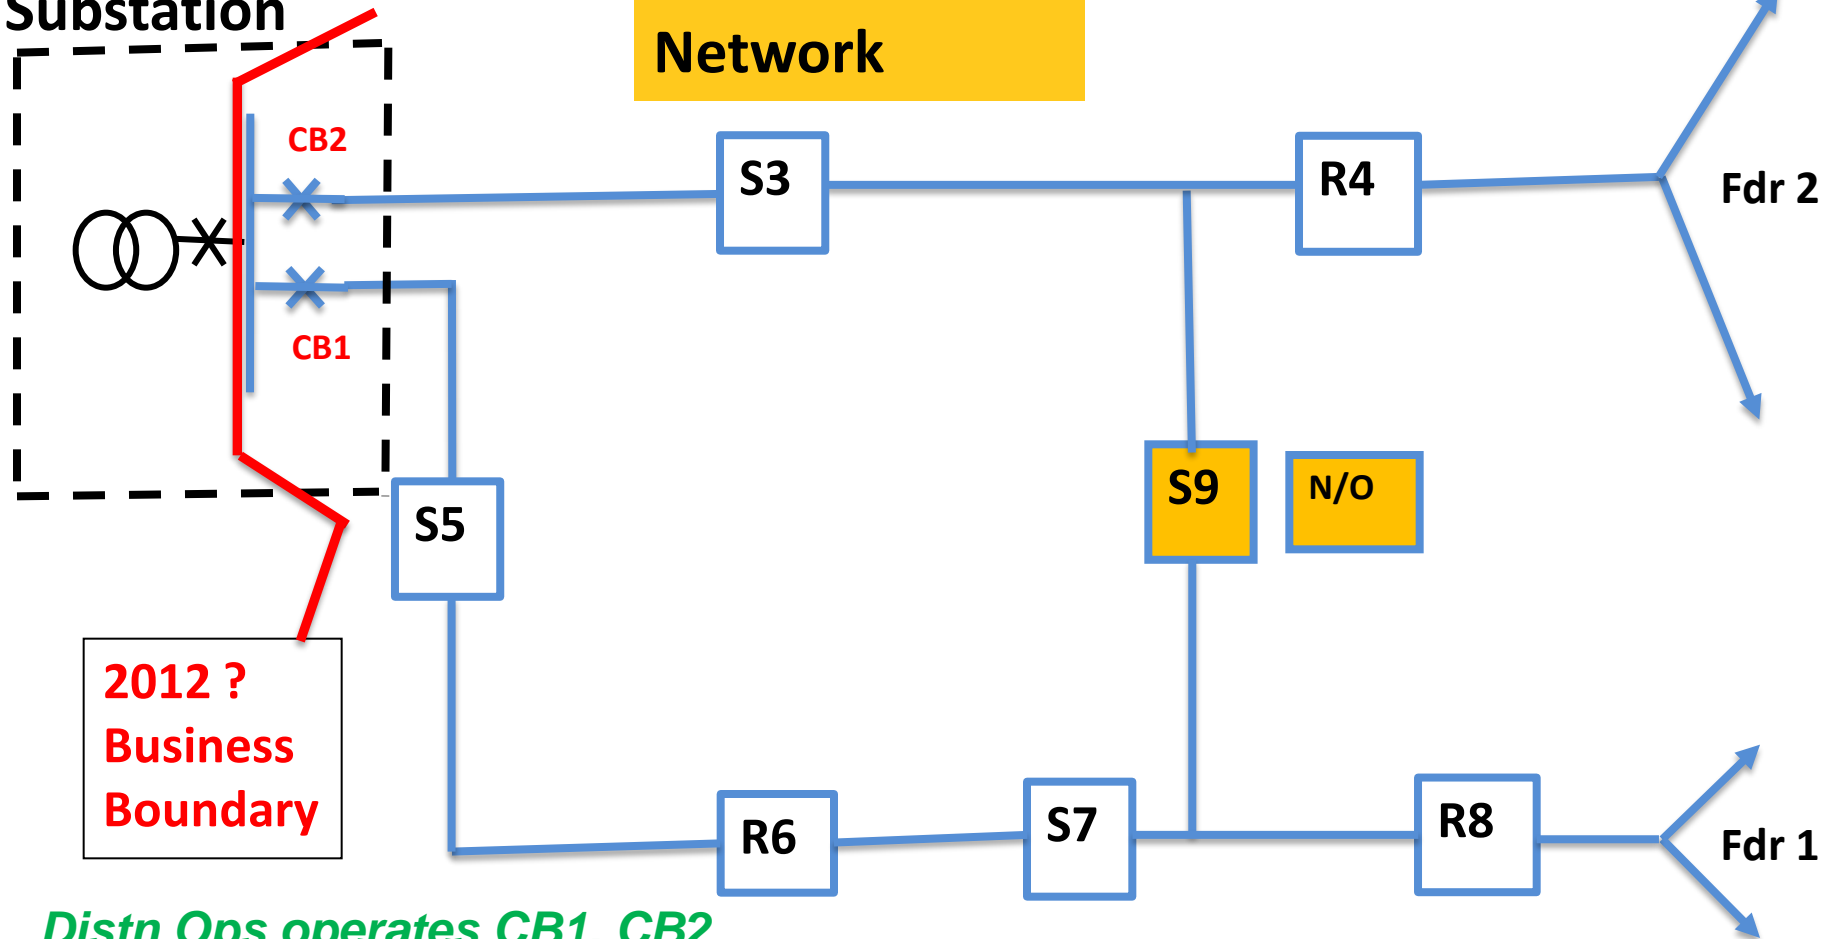 Substation
Network
CB2
S3
R4
Fdr 2
CB1
S9
N/O
S5
2012 ?
Business
Boundary
R6
S7
R8
Fdr 1
Distn Ops operates CB1, CB2